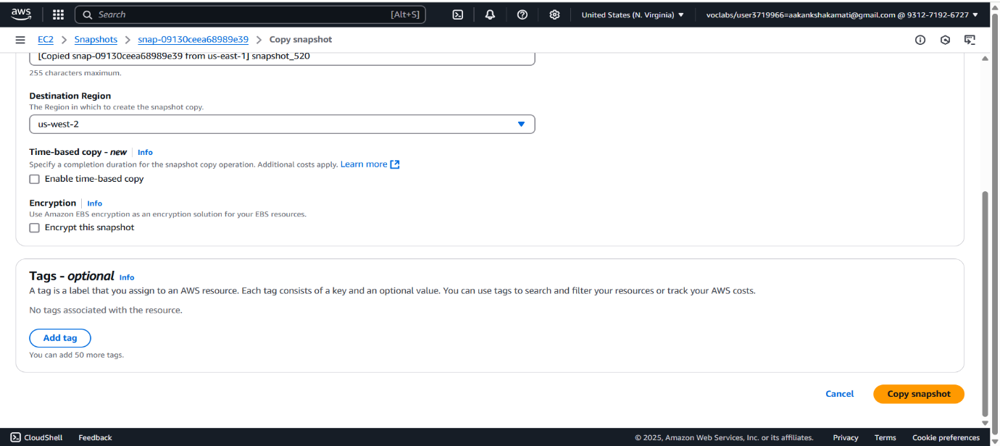 aws
Search [Alt+S] United States (N. Virginia) voclabs/user3719966=aakankshakamati@gmail.com @ 9312-7192-6727
EC2 Snapshots snap-09130ceea68989e39 Copy snapshot
[Copied snap-09130ceea68989e39 from us-east-1] snapshot_520
255 characters maximum.
Destination Region
The Region in which to create the snapshot copy.
us-west-2
Time-based copy - new Info
Specify a completion duration for the snapshot copy operation. Additional costs apply. Learn more
Enable time-based copy
Encryption Info
Use Amazon EBS encryption as an encryption solution for your EBS resources.
Encrypt this snapshot
Tags - optional Info
A tag is a label that you assign to an AWS resource. Each tag consists of a key and an optional value. You can use tags to search and filter your resources or track your AWS costs.
No tags associated with the resource.
Add tag
You can add 50 more tags.
Cancel Copy snapshot
CloudShell Feedback © 2025, Amazon Web Services, Inc. or its affiliates. Privacy Terms Cookie preferences